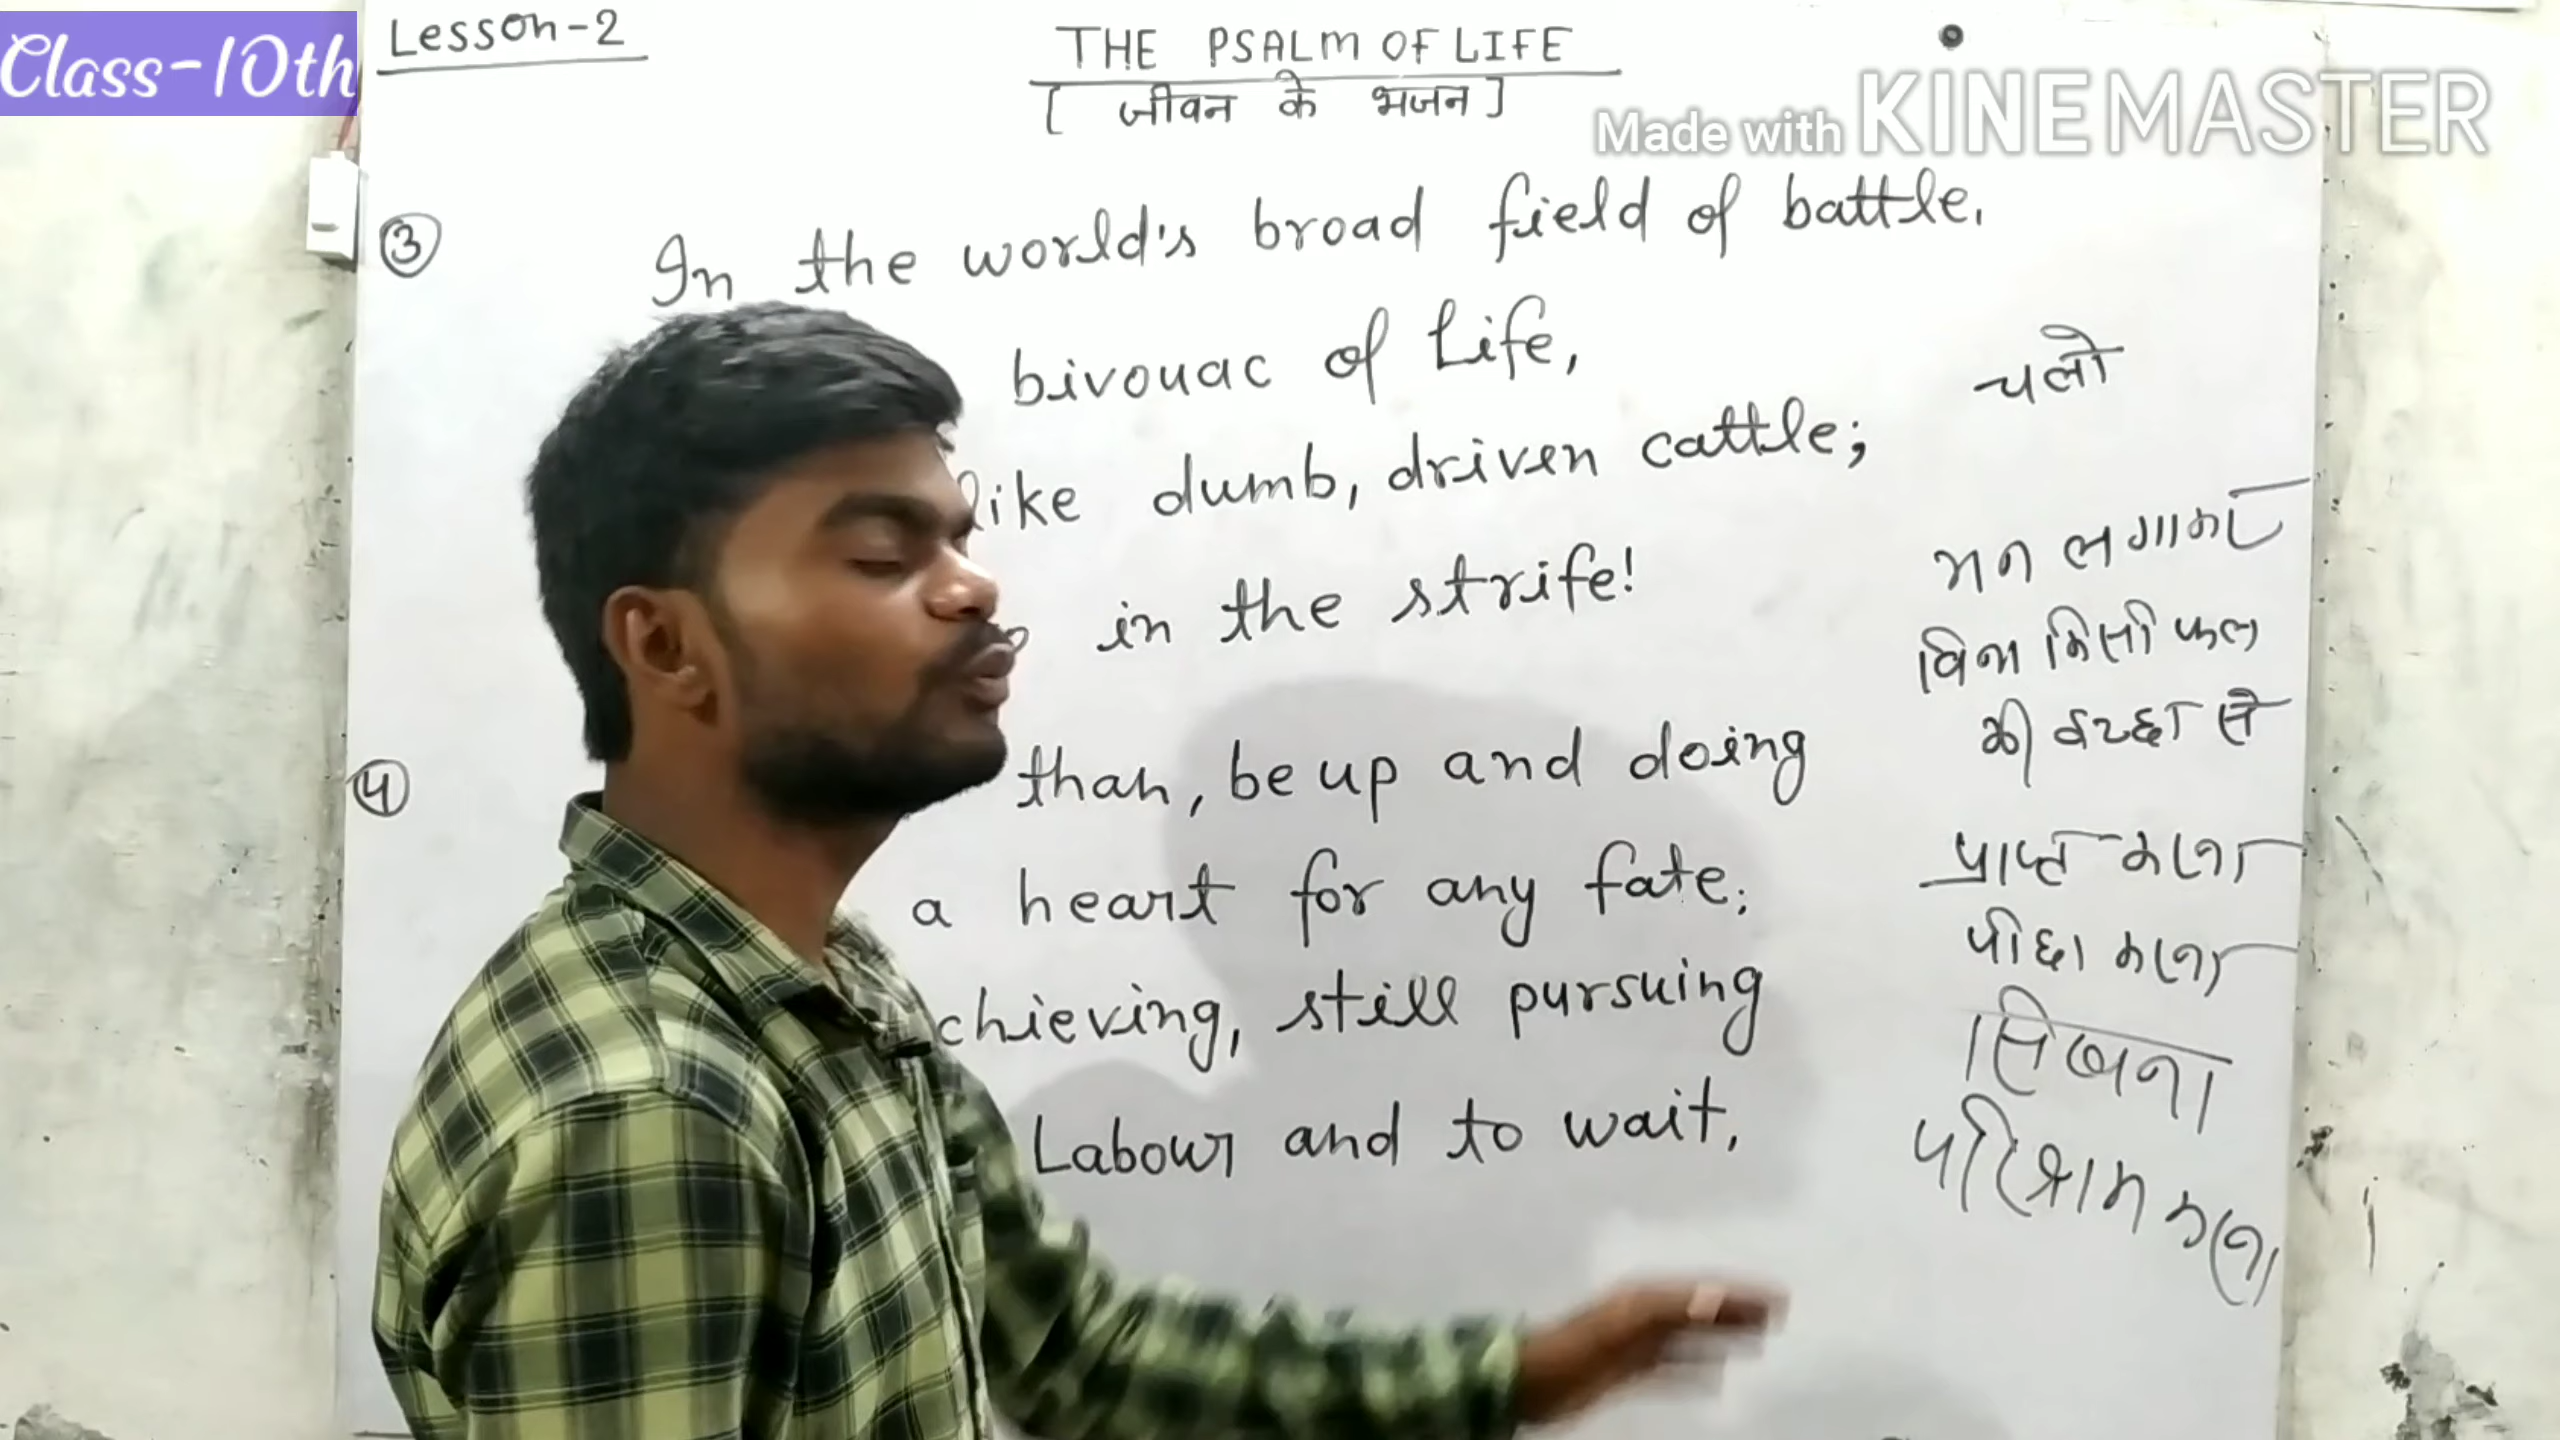 Class-10th
Lesson-2
THE PSALM OF LIFE
[ जीवन के भजन ]
Made with KINEMASTER
③ In the world's broad field of battle.
bivouac of Life,
चलो
like dumb, driven cattle;
मन लगाकर
in the strife!
बिना किसी फल
की इच्छा से
④ than, be up and doing
प्राप्त करना
a heart for any fate;
पीछा करना
chieving, still pursuing
सिखना
Labour and to wait,
परिश्राम करना